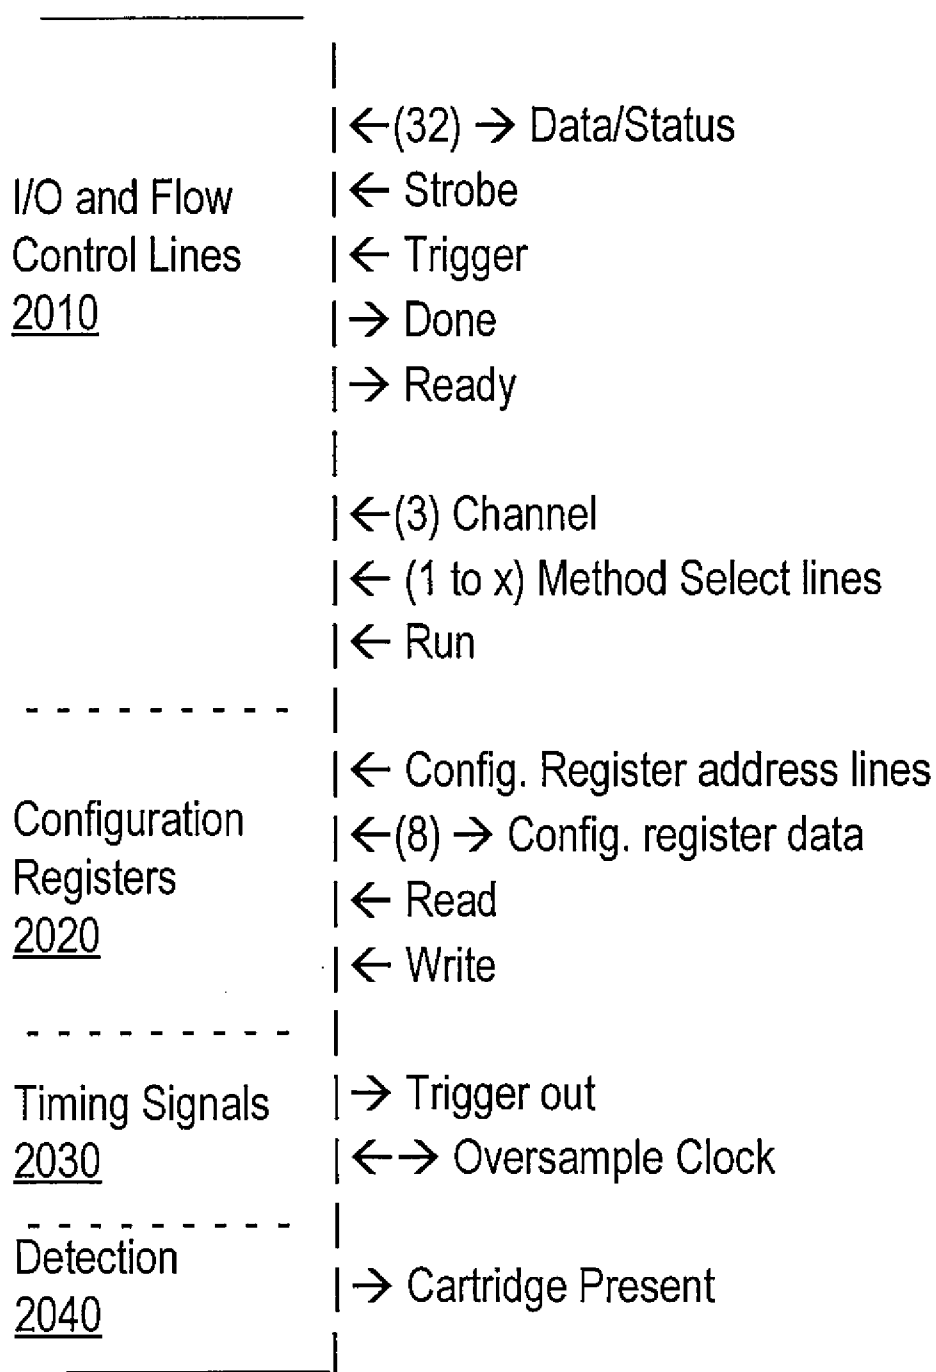 ←(32) → Data/Status
I/O and Flow
Control Lines
2010
← Strobe
← Trigger
→ Done
→ Ready
←(3) Channel
← (1 to x) Method Select lines
← Run
Configuration
Registers
2020
← Config. Register address lines
←(8) → Config. register data
← Read
← Write
Timing Signals
2030
→ Trigger out
←→ Oversample Clock
Detection
2040
→ Cartridge Present